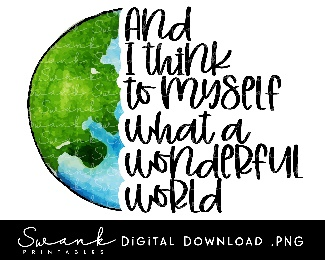 And
I think
to myself
what a
wonderful
world
Swank
PRINTABLES
DIGITAL DOWNLOAD .PNG